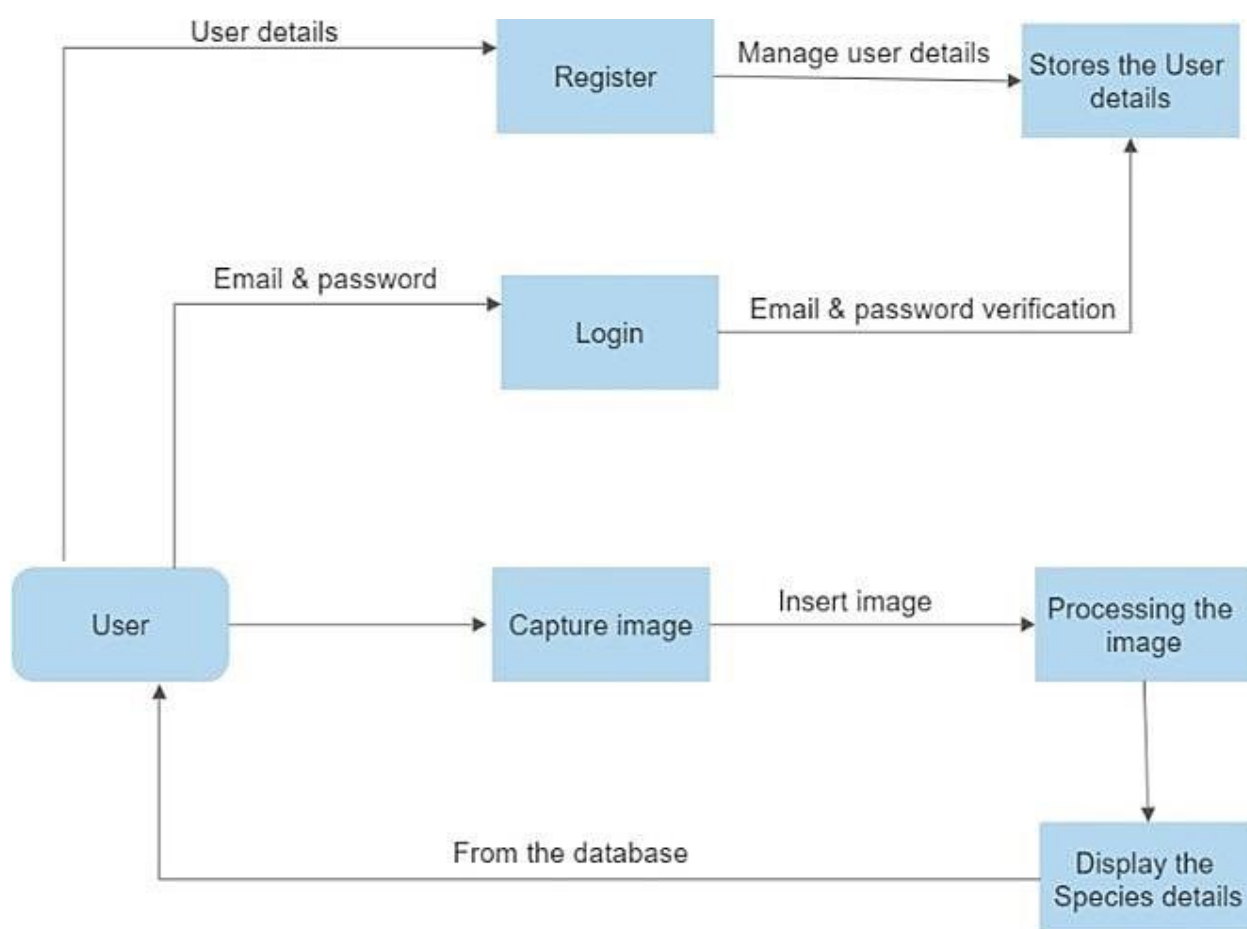 User details
Register
Manage user details
Stores the User
details
Email & password
Login
Email & password verification
User
Capture image
Insert image
Processing the
image
From the database
Display the
Species details